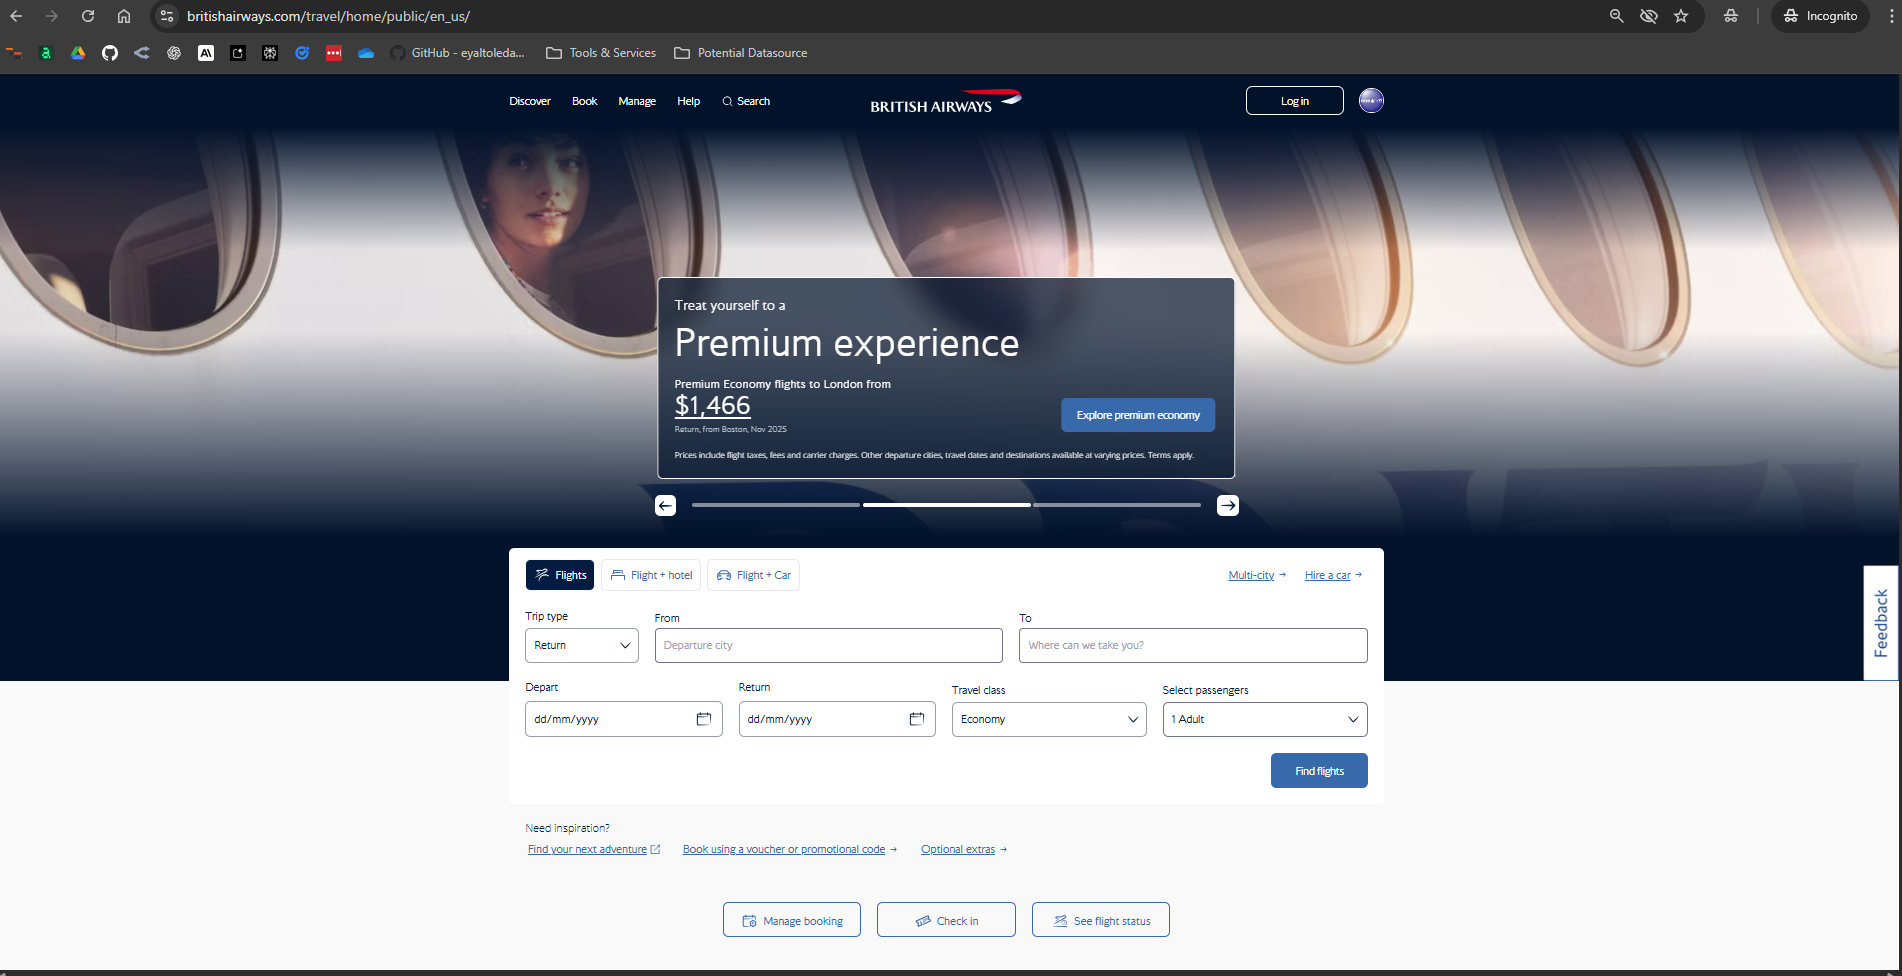 britishairways.com/travel/home/public/en_us/
Incognito
GitHub - eyaltoleda...
Tools & Services
Potential Datasource
Discover
Book
Manage
Help
Search
BRITISH AIRWAYS
Log in
Treat yourself to a
Premium experience
Premium Economy flights to London from
$1,466
Return, from Boston, Nov 2025
Explore premium economy
Prices include flight taxes, fees and carrier charges. Other departure cities, travel dates and destinations available at varying prices. Terms apply.
Flights
Flight + hotel
Flight + Car
Multi-city
Hire a car
Feedback
Trip type
From
To
Return
Departure city
Where can we take you?
Depart
Return
Travel class
Select passengers
dd/mm/yyyy
dd/mm/yyyy
Economy
1 Adult
Find flights
Need inspiration?
Find your next adventure
Book using a voucher or promotional code
Optional extras
Manage booking
Check in
See flight status